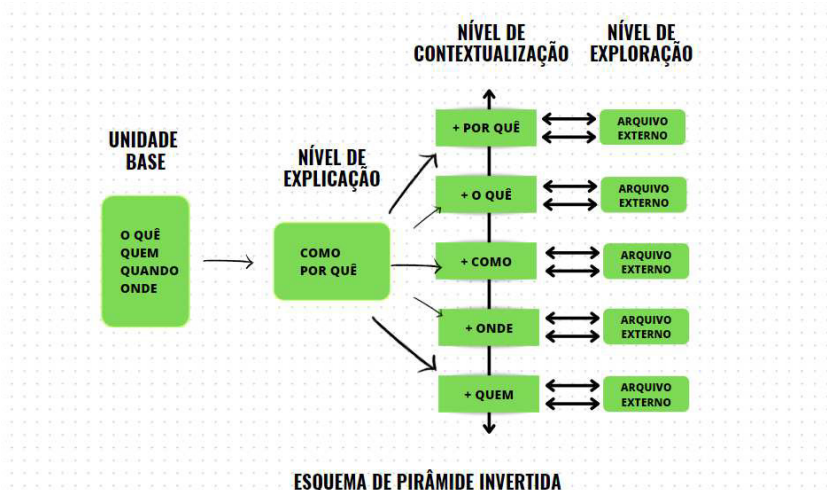 UNIDADE
BASE
O QUÊ
QUEM
QUANDO
ONDE
NÍVEL DE
EXPLICAÇÃO
COMO
POR QUÊ
NÍVEL DE
CONTEXTUALIZAÇÃO
+ POR QUÊ
+ O QUÊ
+ COMO
+ ONDE
+ QUEM
NÍVEL DE
EXPLORAÇÃO
ARQUIVO
EXTERNO
ARQUIVO
EXTERNO
ARQUIVO
EXTERNO
ARQUIVO
EXTERNO
ARQUIVO
EXTERNO
ESQUEMA DE PIRÂMIDE INVERTIDA